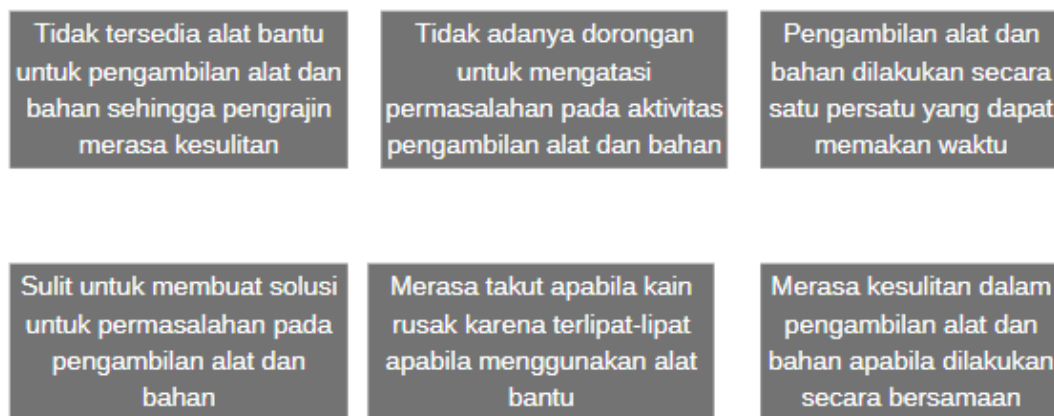 Tidak tersedia alat bantu
untuk pengambilan alat dan
bahan sehingga pengrajin
merasa kesulitan
Tidak adanya dorongan
untuk mengatasi
permasalahan pada aktivitas
pengambilan alat dan bahan
Pengambilan alat dan
bahan dilakukan secara
satu persatu yang dapat
memakan waktu
Sulit untuk membuat solusi
untuk permasalahan pada
pengambilan alat dan
bahan
Merasa takut apabila kain
rusak karena terlipat-lipat
apabila menggunakan alat
bantu
Merasa kesulitan dalam
pengambilan alat dan
bahan apabila dilakukan
secara bersamaan